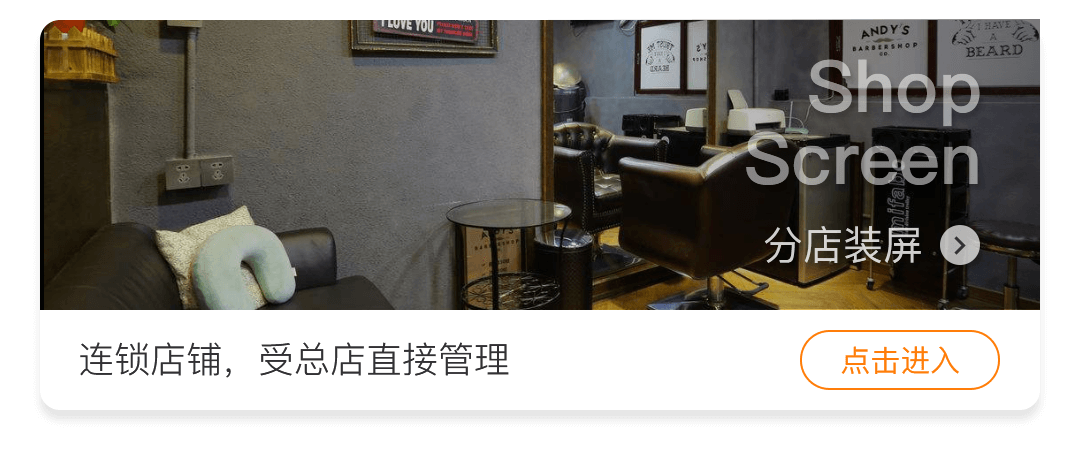 I LOVE YOU
ANDY'S
BARBERSHOP
CO.
I HAVE
A
BEARD
Shop
Screen
分店装屏
连锁店铺，受总店直接管理
点击进入